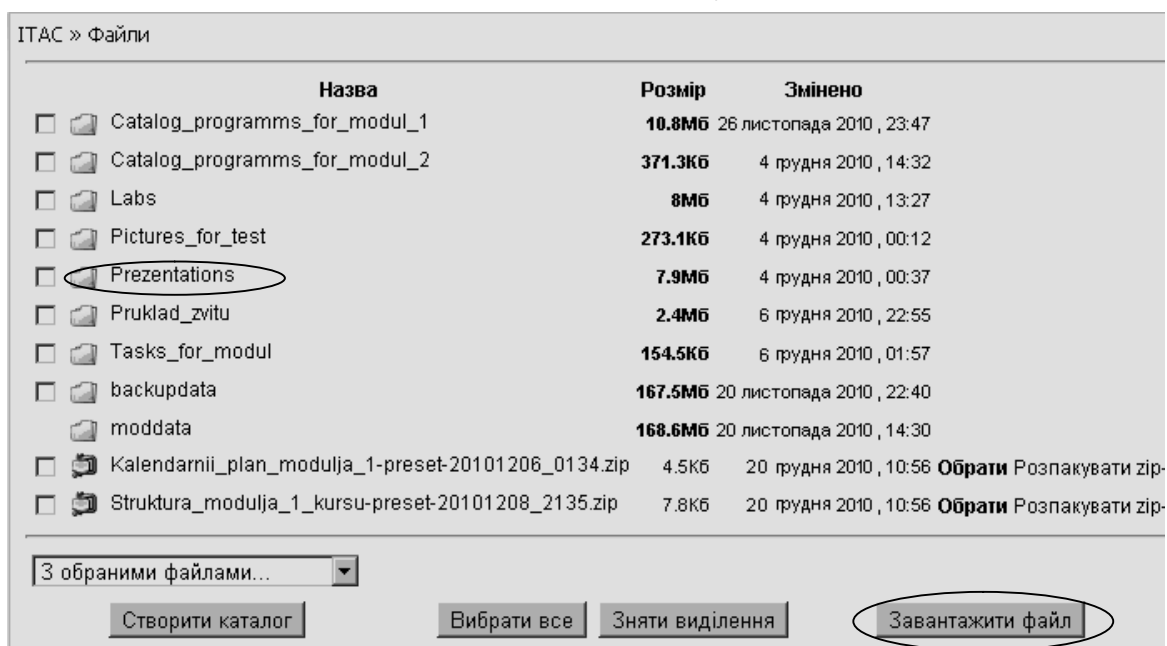 ІТАС » Файли
Назва Розмір Змінено
Catalog_programms_for_modul_1 10.8Мб 26 листопада 2010 , 23:47
Catalog_programms_for_modul_2 371.3Кб 4 грудня 2010 , 14:32
Labs 8Мб 4 грудня 2010 , 13:27
Pictures_for_test 273.1Кб 4 грудня 2010 , 00:12
Prezentations 7.9Мб 4 грудня 2010 , 00:37
Pruklad_zvitu 2.4Мб 6 грудня 2010 , 22:55
Tasks_for_modul 154.5Кб 6 грудня 2010 , 01:57
backupdata 167.5Мб 20 листопада 2010 , 22:40
moddata 168.6Мб 20 листопада 2010 , 14:30
Kalendarnii_plan_modulja_1-preset-20101206_0134.zip 4.5Кб 20 грудня 2010 , 10:56 Обрати Розпакувати zip-
Struktura_modulja_1_kursu-preset-20101208_2135.zip 7.8Кб 20 грудня 2010 , 10:56 Обрати Розпакувати zip-
З обраними файлами...
Створити каталог Вибрати все Зняти виділення Завантажити файл